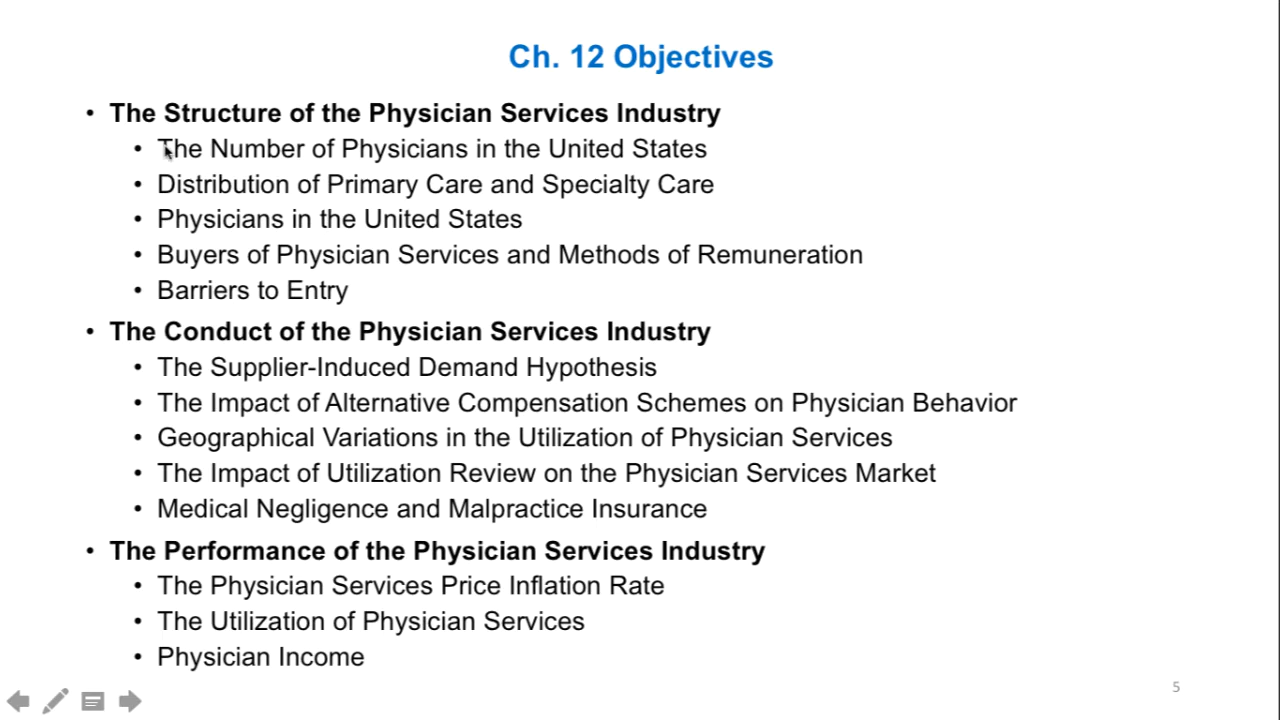 Ch. 12 Objectives
• The Structure of the Physician Services Industry
• The Number of Physicians in the United States
• Distribution of Primary Care and Specialty Care
• Physicians in the United States
• Buyers of Physician Services and Methods of Remuneration
• Barriers to Entry
• The Conduct of the Physician Services Industry
• The Supplier-Induced Demand Hypothesis
• The Impact of Alternative Compensation Schemes on Physician Behavior
• Geographical Variations in the Utilization of Physician Services
• The Impact of Utilization Review on the Physician Services Market
• Medical Negligence and Malpractice Insurance
• The Performance of the Physician Services Industry
• The Physician Services Price Inflation Rate
• The Utilization of Physician Services
• Physician Income
5